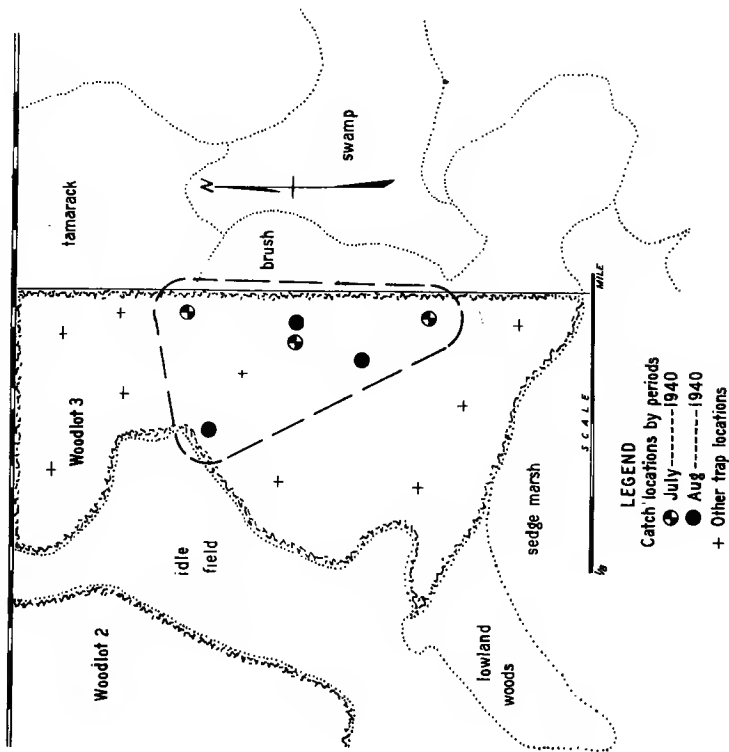 tamarack
Woodlot 3
N
swamp
brush
Woodlot 2
idle
field
sedge marsh
lowland
woods
1/8
SCALE
MILE
LEGEND
Catch locations by periods
July-------1940
Aug--------1940
+ Other trap locations